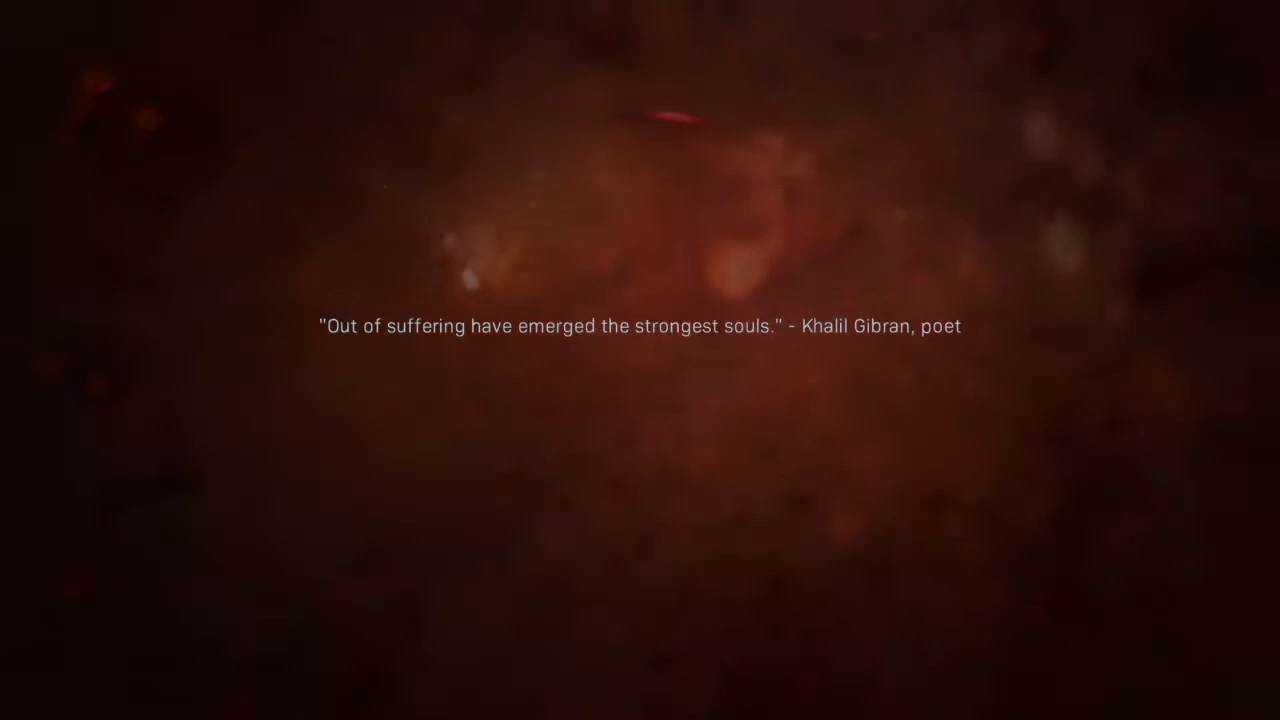 "Out of suffering have emerged the strongest souls." - Khalil Gibran, poet